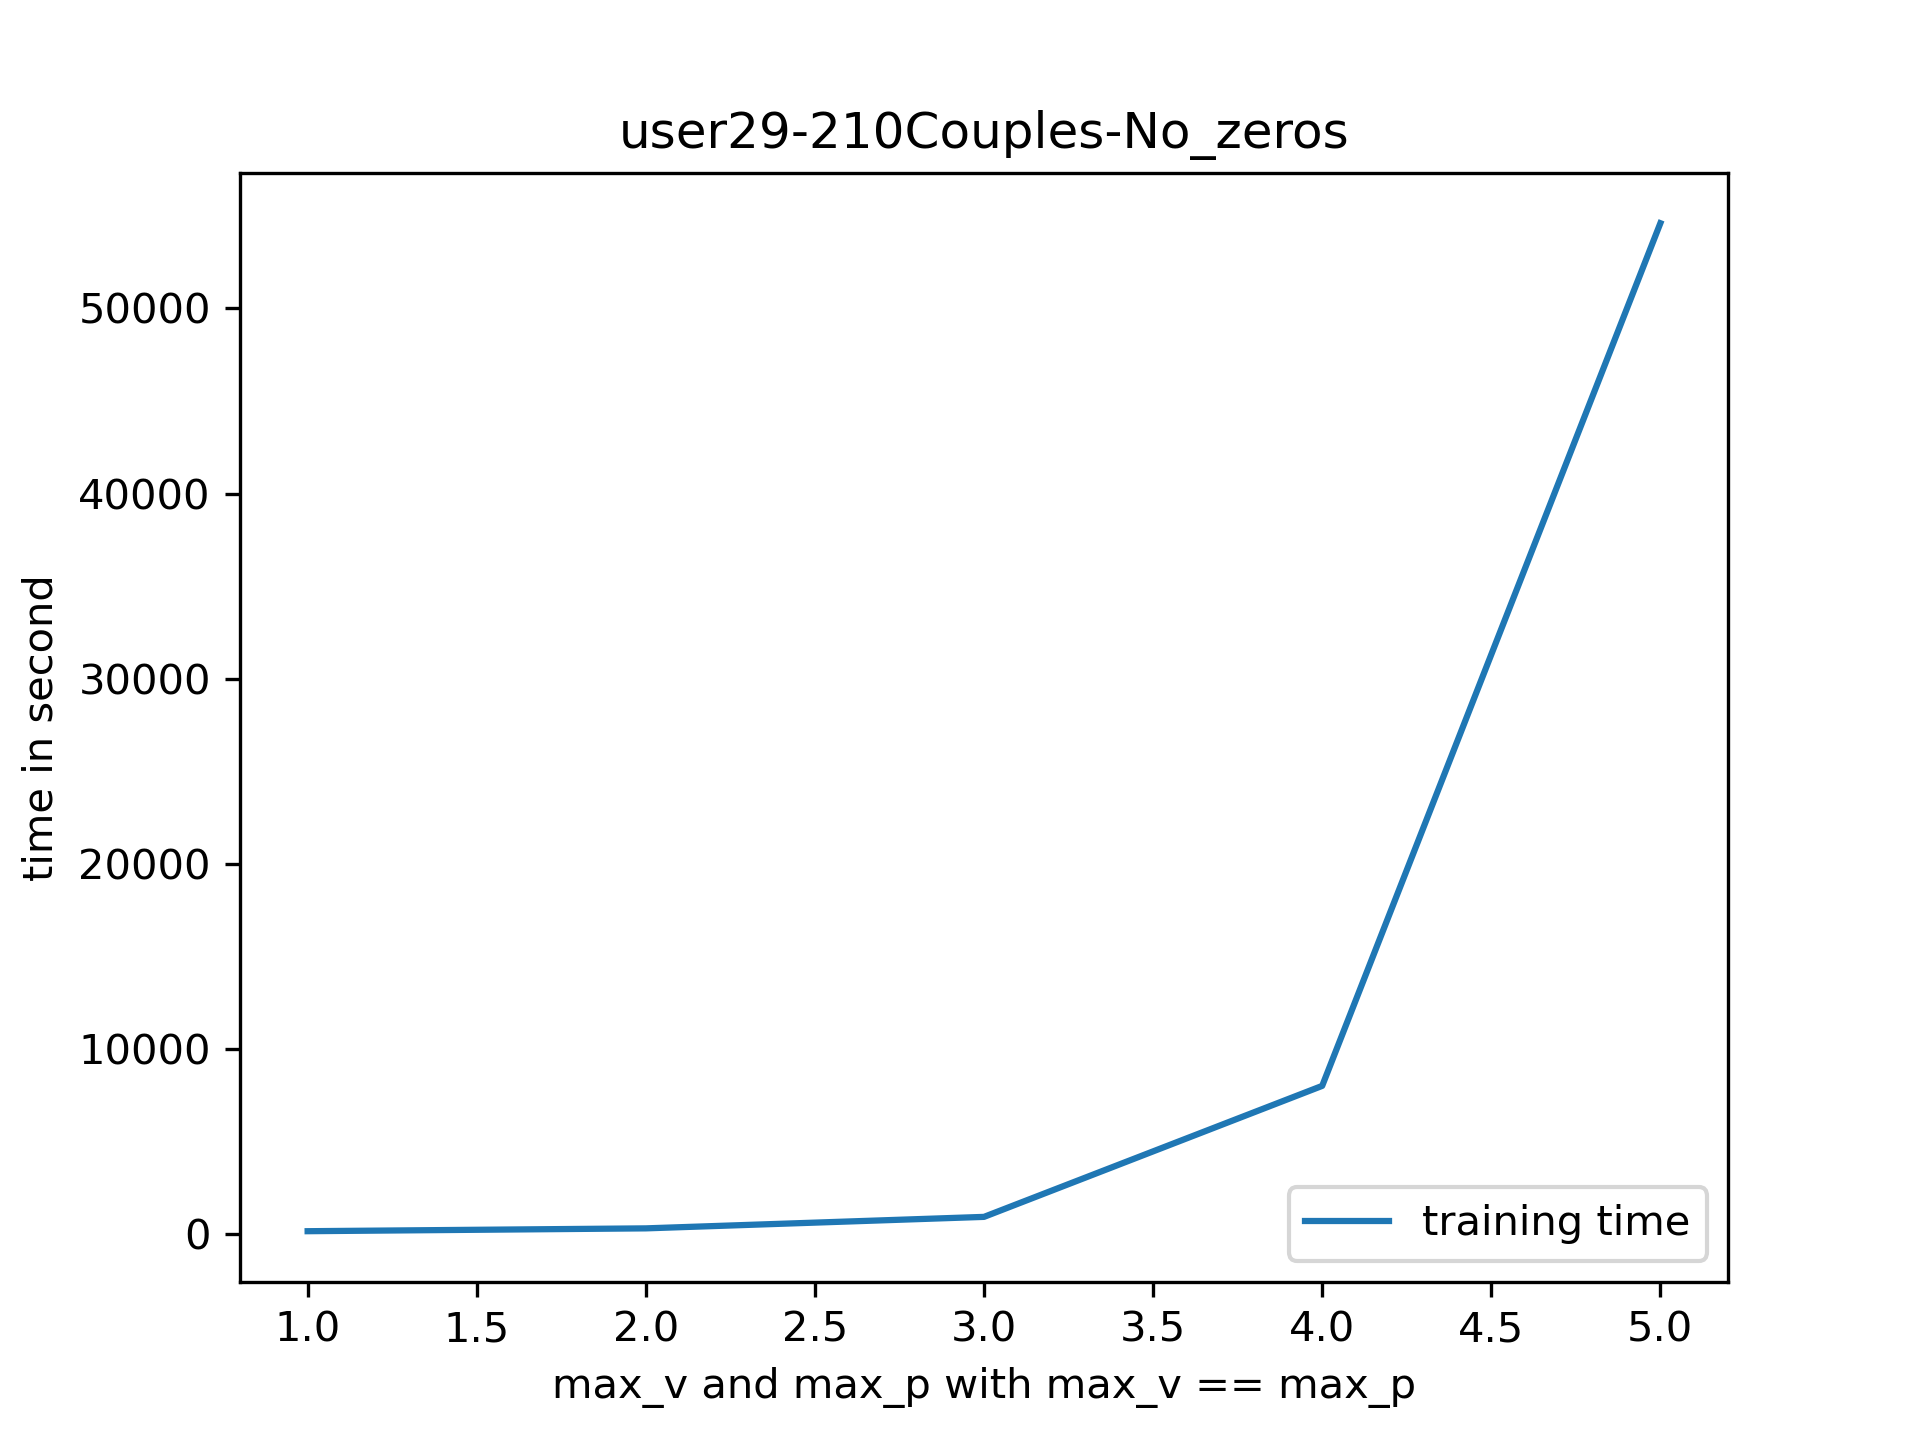 user29-210Couples-No_zeros
time in second
50000
40000
30000
20000
10000
0
training time
1.0 1.5 2.0 2.5 3.0 3.5 4.0 4.5 5.0
max_v and max_p with max_v == max_p